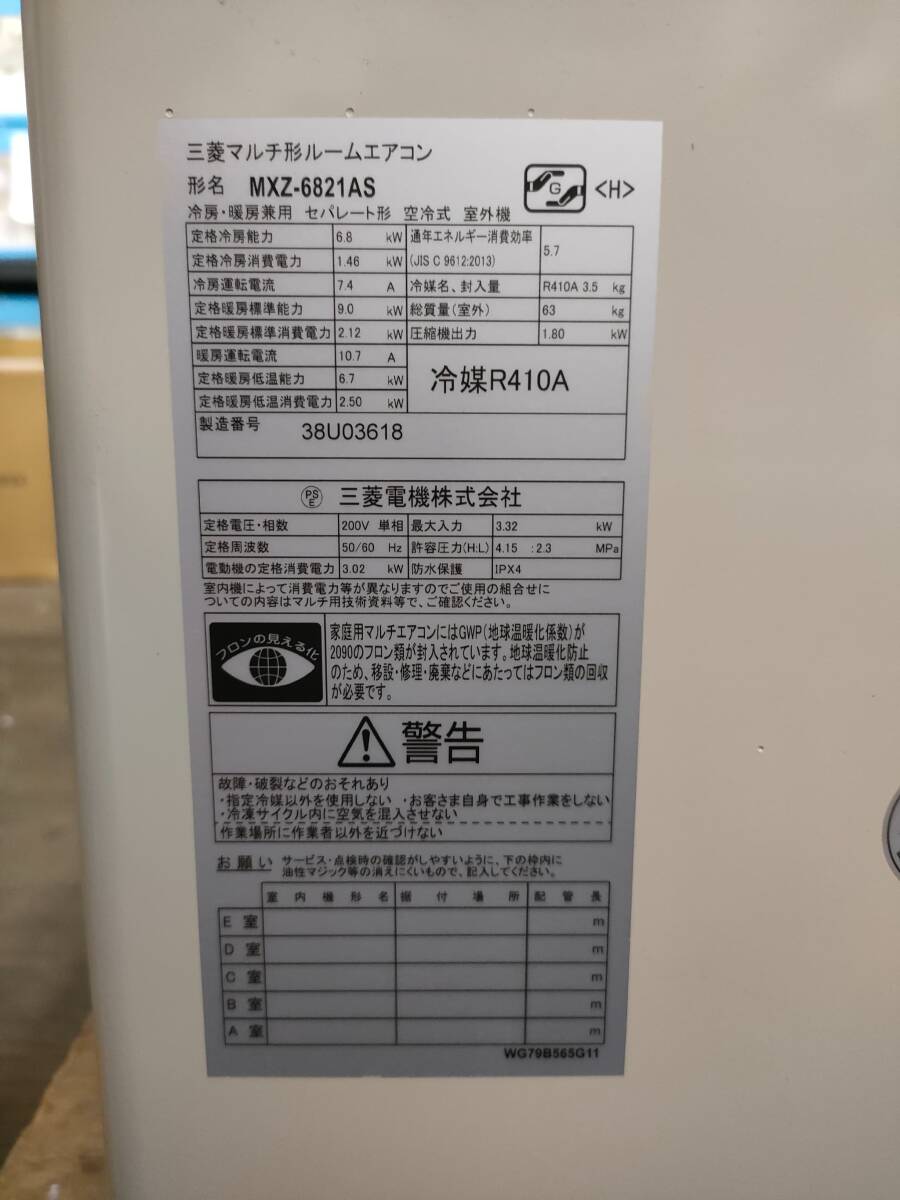 三菱マルチ形ルームエアコン
形名 MXZ-6821AS
G <H>
冷房・暖房兼用 セパレート形 空冷式 室外機
定格冷房能力 6.8 kW 通年エネルギー消費効率 5.7
定格冷房消費電力 1.46 kW (JIS C 9612:2013)
冷房運転電流 7.4 A 冷媒名、封入量 R410A 3.5 kg
定格暖房標準能力 9.0 kW 総質量(室外) 63 kg
定格暖房標準消費電力 2.12 kW 圧縮機出力 1.80 kW
暖房運転電流 10.7 A
定格暖房低温能力 6.7 kW 冷媒R410A
定格暖房低温消費電力 2.50 kW
製造番号 38U03618
PSE 三菱電機株式会社
定格電圧・相数 200V 単相 最大入力 3.32 kW
定格周波数 50/60 Hz 許容圧力(H:L) 4.15 :2.3 MPa
電動機の定格消費電力 3.02 kW 防水保護 IPX4
室内機によって消費電力等が異なりますのでご使用の組合せに
ついての内容はマルチ用技術資料等で、ご確認ください。
フロンの見える化
家庭用マルチエアコンにはGWP(地球温暖化係数)が
2090のフロン類が封入されています。地球温暖化防止
のため、移設・修理・廃棄などにあたってはフロン類の回収
が必要です。
警告
故障・破裂などのおそれあり
・指定冷媒以外を使用しない ・お客さま自身で工事作業をしない
・冷凍サイクル内に空気を混入させない
作業場所に作業者以外を近づけない
お願い サービス・点検時の確認がしやすいように、下の枠内に
油性マジック等の消えにくいもので、記入してください。
室内機形名 据付場所 配管長
E 室 m
D 室 m
C 室 m
B 室 m
A 室 m
WG79B565G11